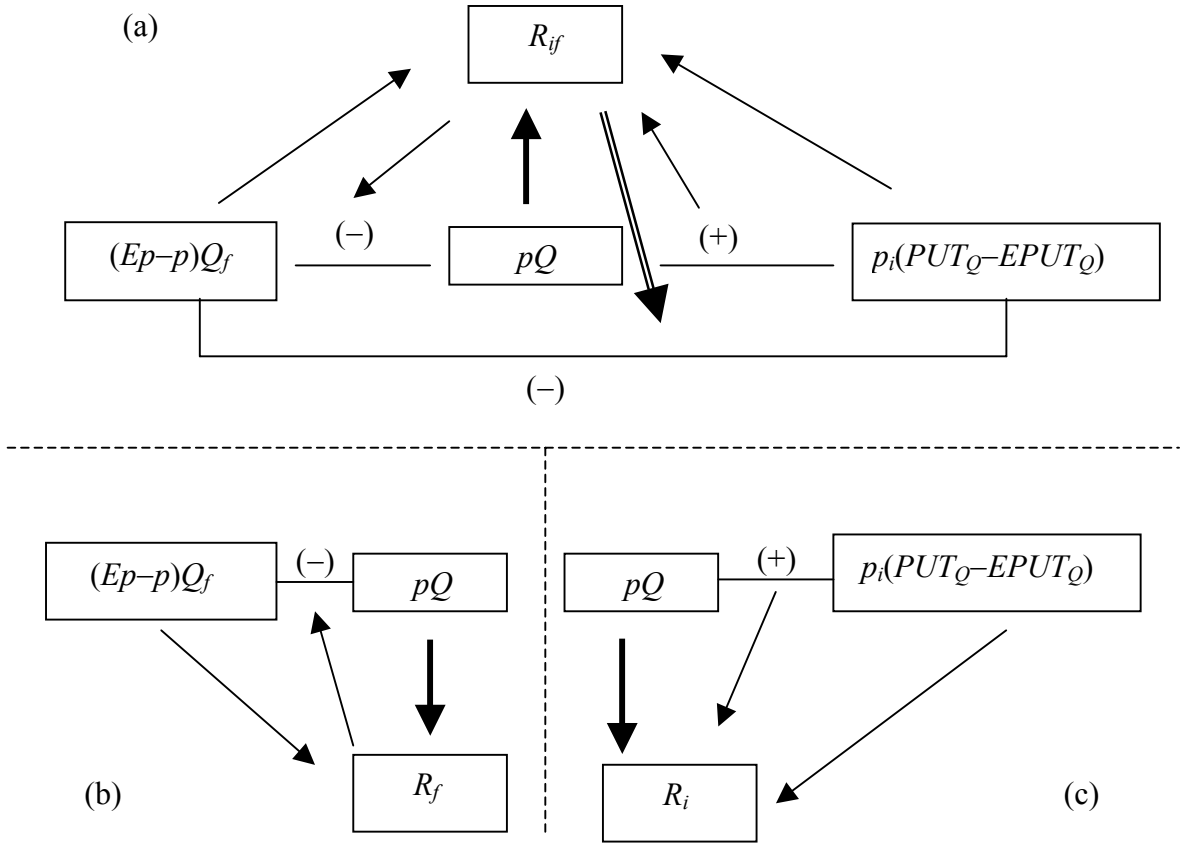 (a)
R_if
(Ep–p)Q_f
(–)
pQ
(+)
p_i(PUT_Q–EPUT_Q)
(–)
(Ep–p)Q_f
(–)
pQ
pQ
(+)
p_i(PUT_Q–EPUT_Q)
(b)
R_f
R_i
(c)